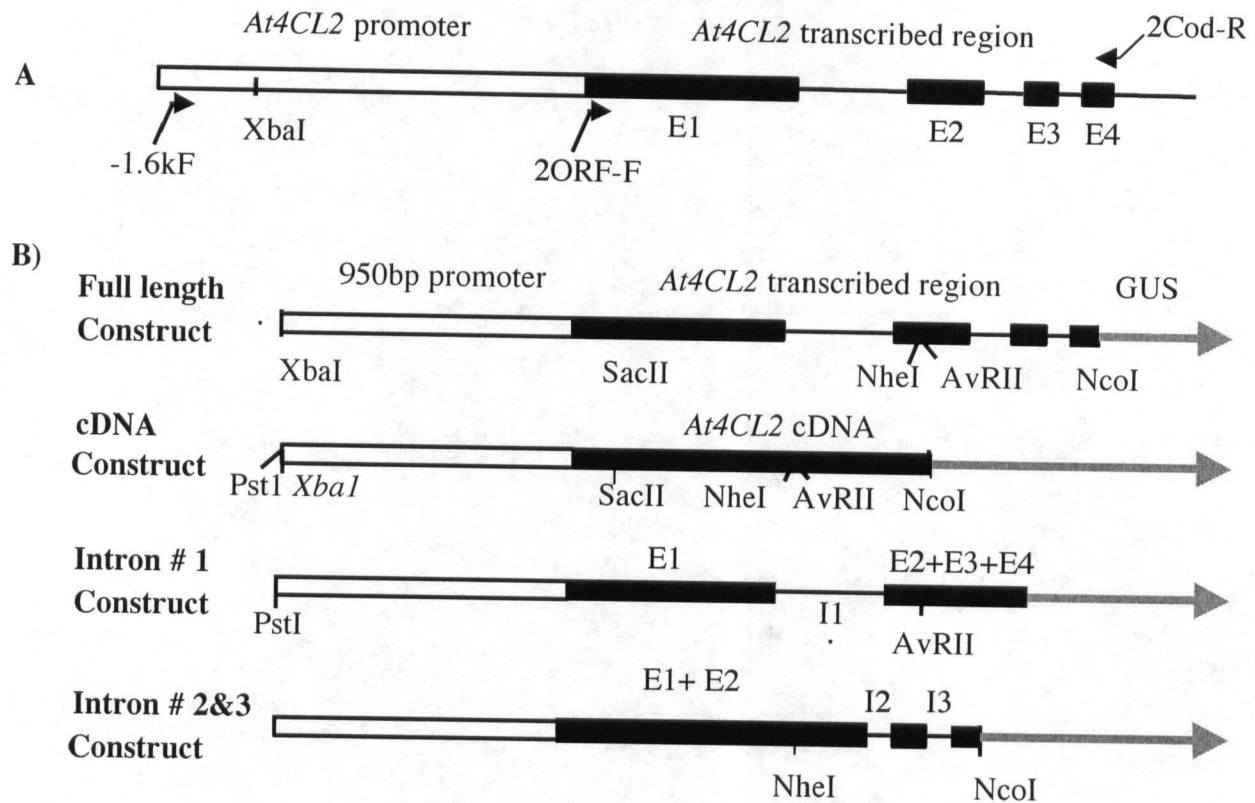 At4CL2 promoter
At4CL2 transcribed region
2Cod-R
A
XbaI
E1
E2
E3
E4
-1.6kF
2ORF-F
B)
Full length
Construct
950bp promoter
At4CL2 transcribed region
GUS
XbaI
SacII
NheI
AvRII
NcoI
cDNA
Construct
At4CL2 cDNA
Pst1
Xba1
SacII
NheI
AvRII
NcoI
Intron # 1
Construct
E1
E2+E3+E4
PstI
I1
AvRII
Intron # 2&3
Construct
E1+ E2
I2
I3
NheI
NcoI